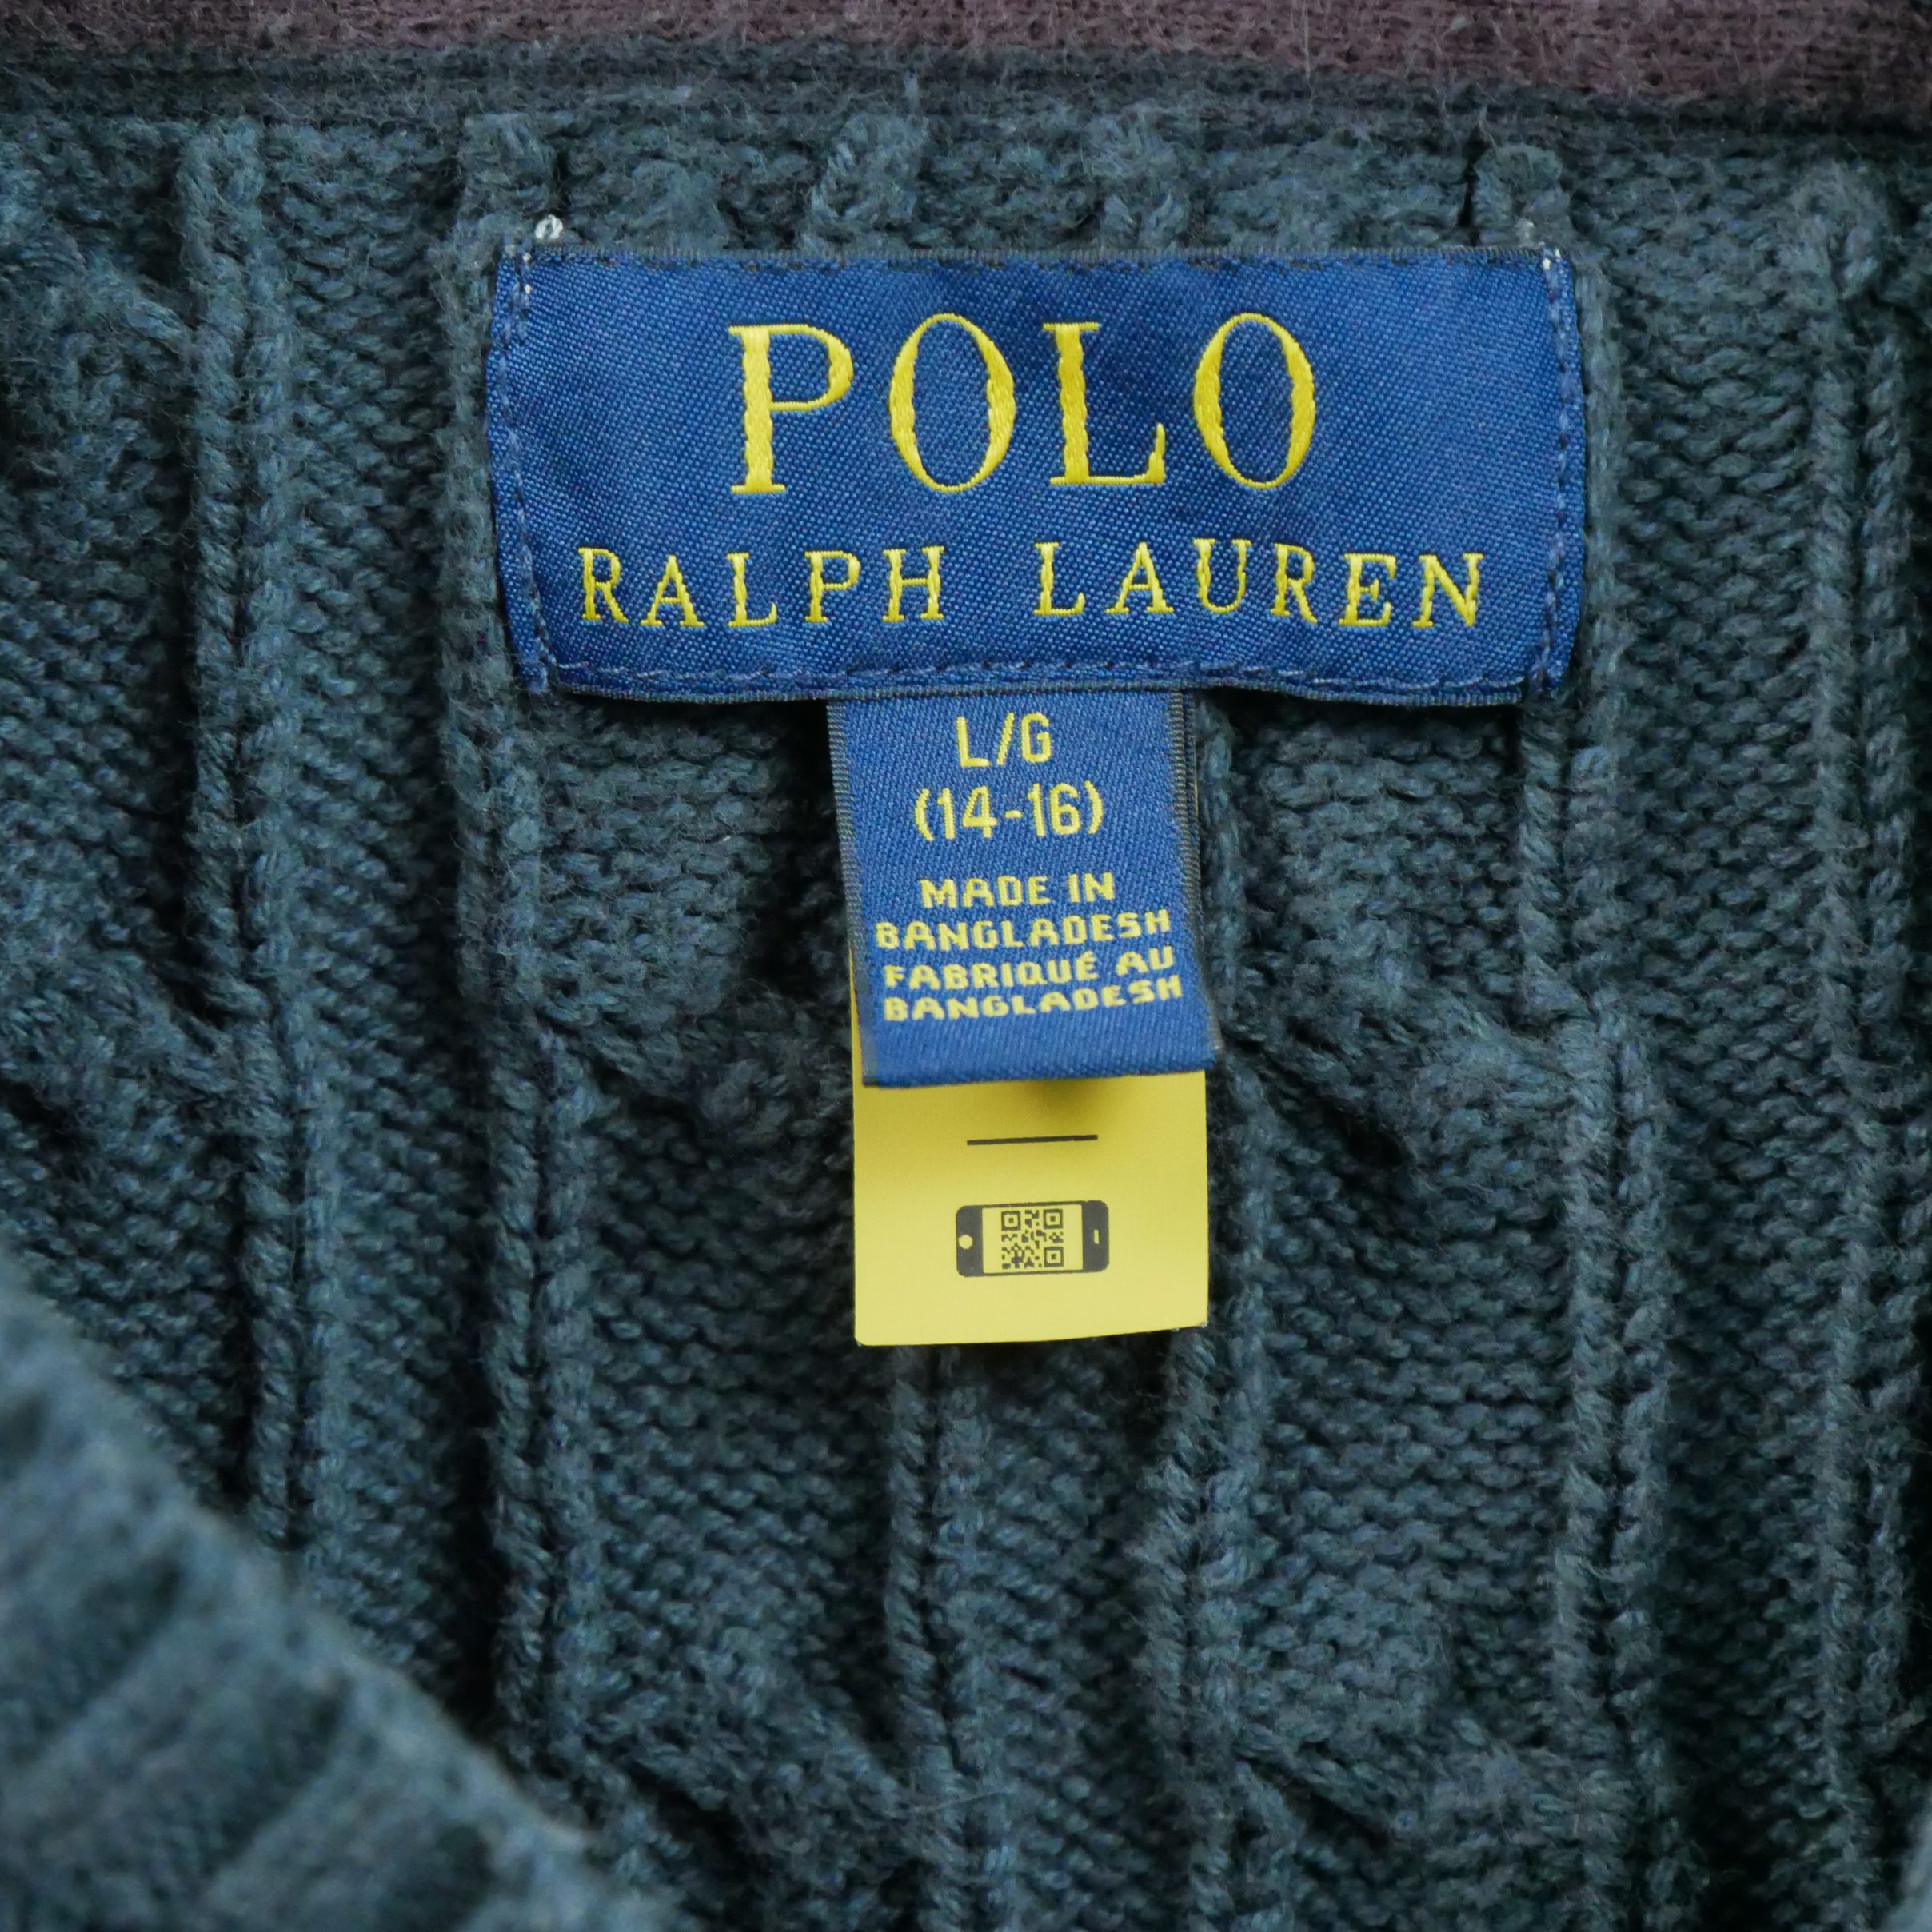 POLO
RALPH LAUREN
L/G
(14-16)
MADE IN
BANGLADESH
FABRIQUÉ AU
BANGLADESH